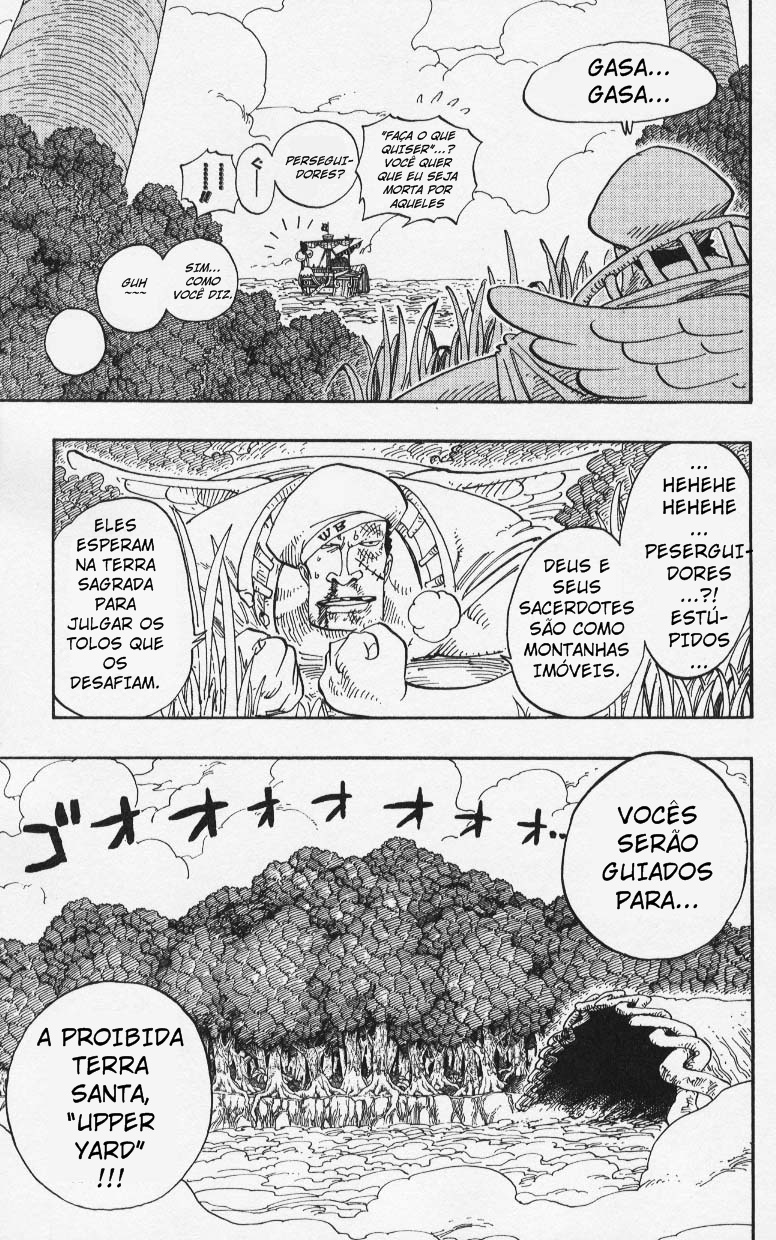 GASA...
GASA...
"FAÇA O QUE
QUISER"...?
VOCÊ QUER
QUE EU SEJA
MORTA POR
AQUELES
PERSEGUI-
DORES?
SIM...
COMO
VOCÊ DIZ.
GUH
~~~
...
HEHEHE
HEHEHE
...
PESERGUI-
DORES
...?!
ESTÚ-
PIDOS
...
DEUS E
SEUS
SACERDOTES
SÃO COMO
MONTANHAS
IMÓVEIS.
WB
ELES
ESPERAM
NA TERRA
SAGRADA
PARA
JULGAR OS
TOLOS QUE
OS
DESAFIAM.
ゴオオオオオオオ..
VOCÊS
SERÃO
GUIADOS
PARA...
A PROIBIDA
TERRA
SANTA,
"UPPER
YARD"
!!!